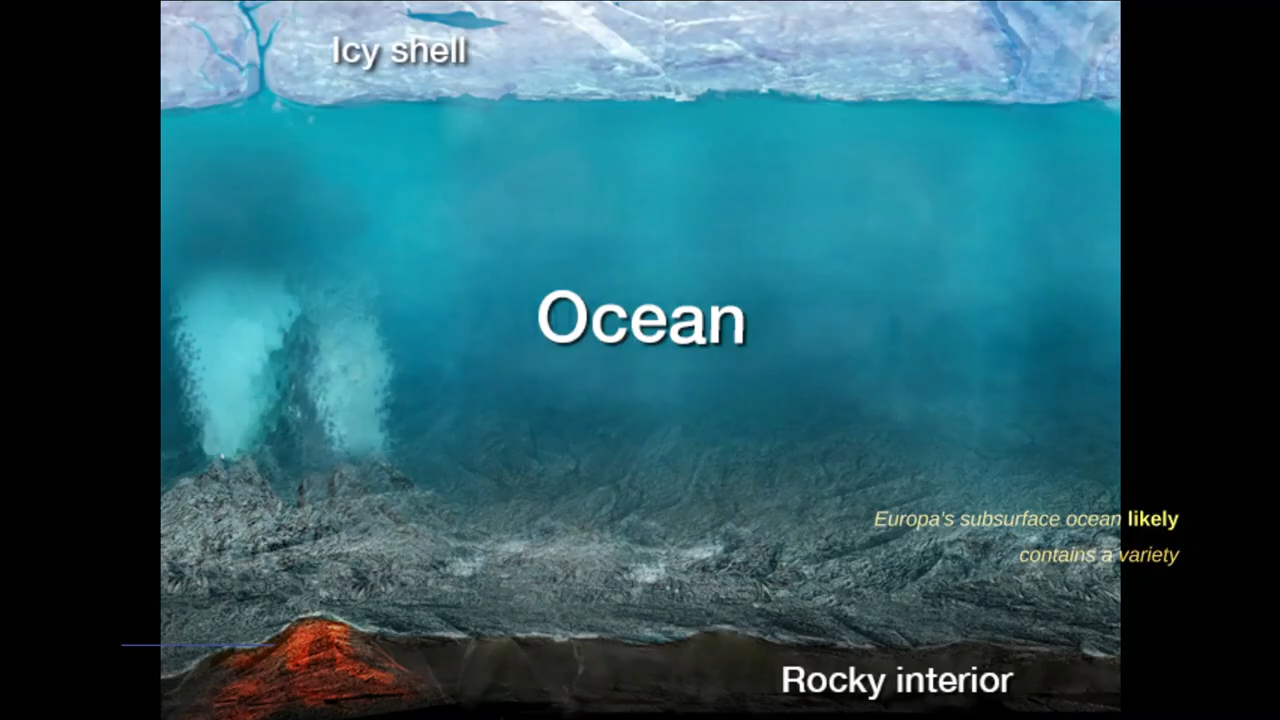 Icy shell
Ocean
Europa's subsurface ocean likely
contains a variety
Rocky interior